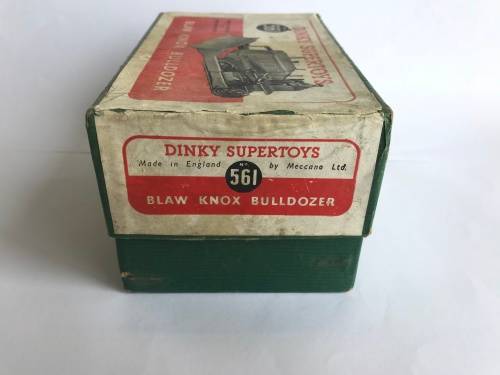 DINKY SUPERTOYS
BLAW KNOX BULLDOZER
DINKY SUPERTOYS
Made in England No. by Meccano Ltd.
561
BLAW KNOX BULLDOZER